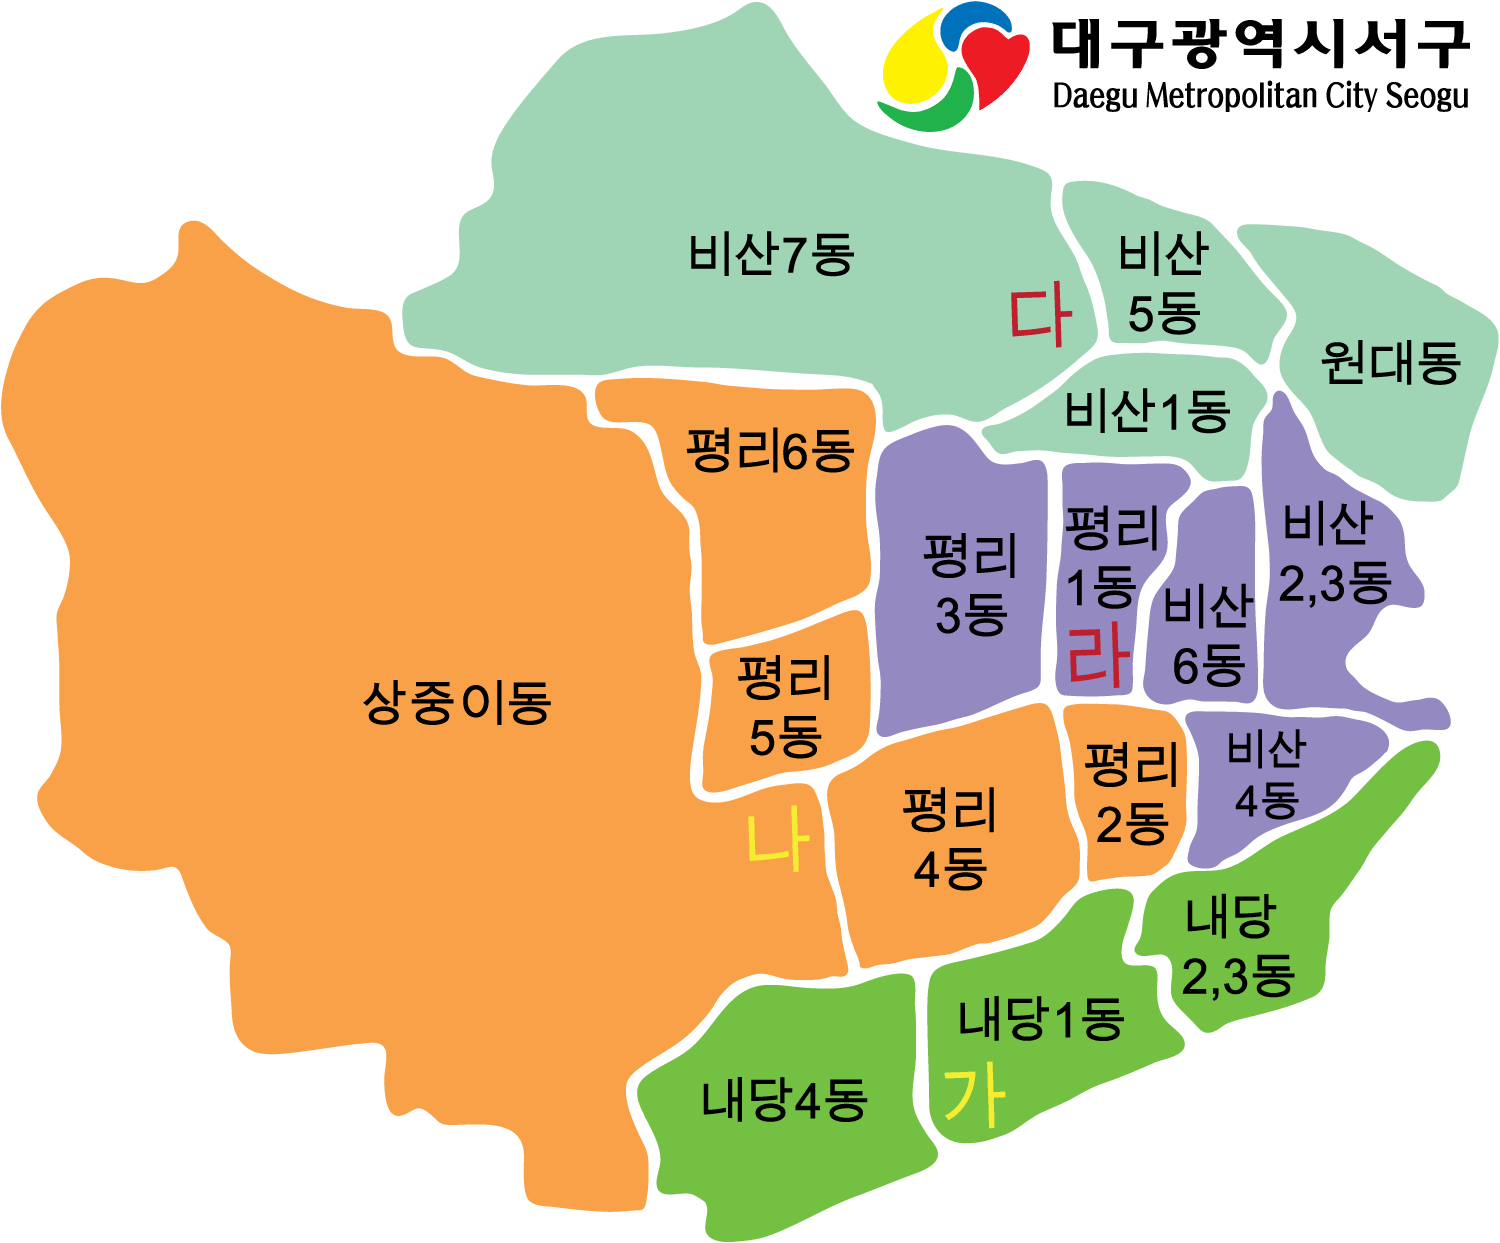 대구광역시서구
Daegu Metropolitan City Seogu
비산7동
비산
5동
다
원대동
비산1동
평리6동
평리
3동
평리
1동
라
비산
6동
비산
2,3동
상중이동
평리
5동
나
평리
4동
평리
2동
비산
4동
내당
2,3동
내당1동
가
내당4동